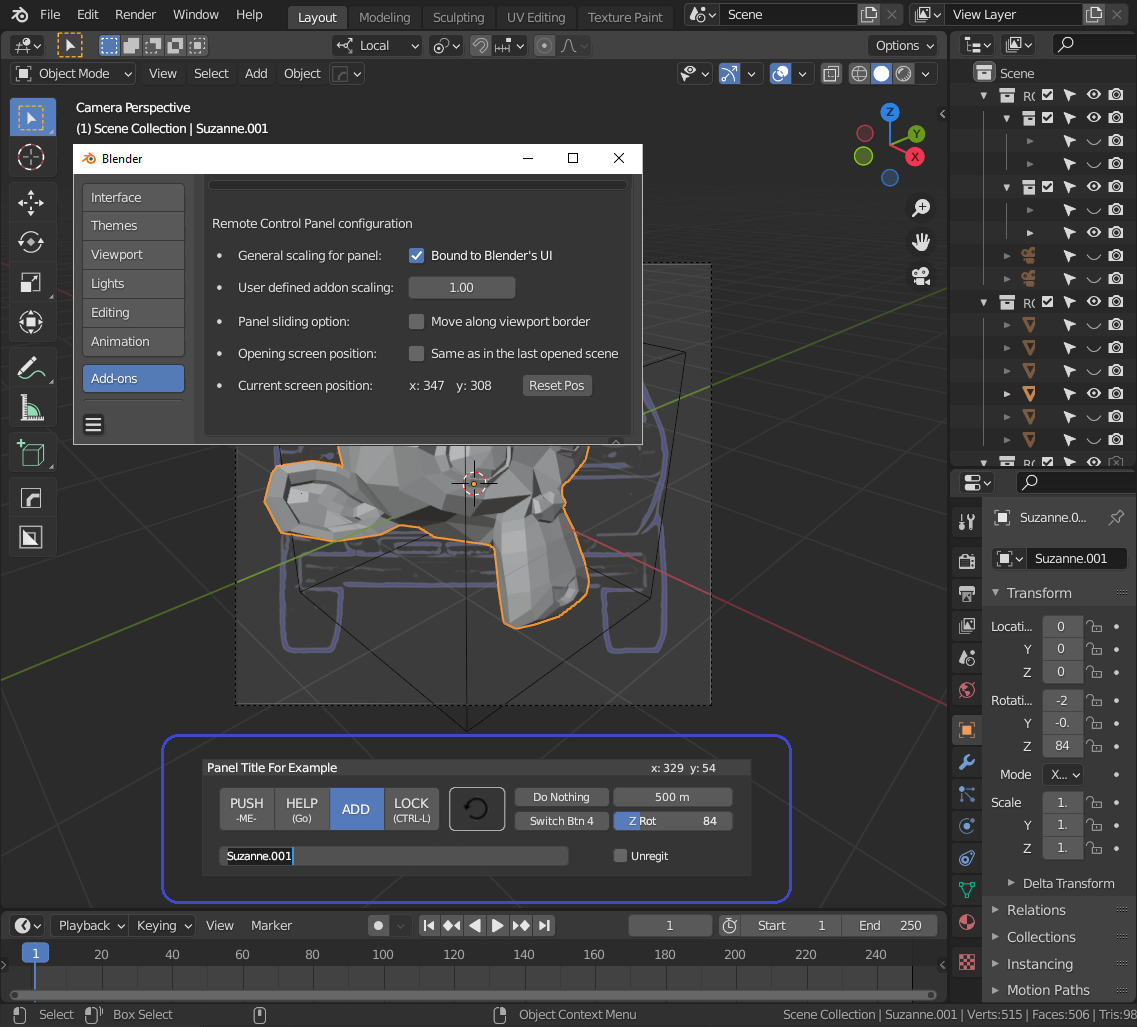 File Edit Render Window Help Layout Modeling Sculpting UV Editing Texture Paint Scene View Layer
Local Options
Object Mode View Select Add Object
Scene
Camera Perspective
(1) Scene Collection | Suzanne.001
Z
Y
X
Blender
Interface
Themes
Viewport
Lights
Editing
Animation
Add-ons
Remote Control Panel configuration
• General scaling for panel: Bound to Blender's UI
• User defined addon scaling: 1.00
• Panel sliding option: Move along viewport border
• Opening screen position: Same as in the last opened scene
• Current screen position: x: 347 y: 308 Reset Pos
Suzanne.0...
Suzanne.001
Transform
Locati... 0
Y 0
Z 0
Rotati... -2
Y -0.
Z 84
Mode X...
Scale 1.
Y 1.
Z 1.
Delta Transform
Relations
Collections
Instancing
Motion Paths
Panel Title For Example x: 329 y: 54
PUSH HELP ADD LOCK
-ME- (Go) (CTRL-L)
Do Nothing 500 m
Switch Btn 4 Z Rot 84
Suzanne.001 Unregit
Playback Keying View Marker 1 Start 1 End 250
1 20 40 60 80 100 120 140 160 180 200 220 240
Select Box Select Object Context Menu Scene Collection | Suzanne.001 | Verts:515 | Faces:506 | Tris:98